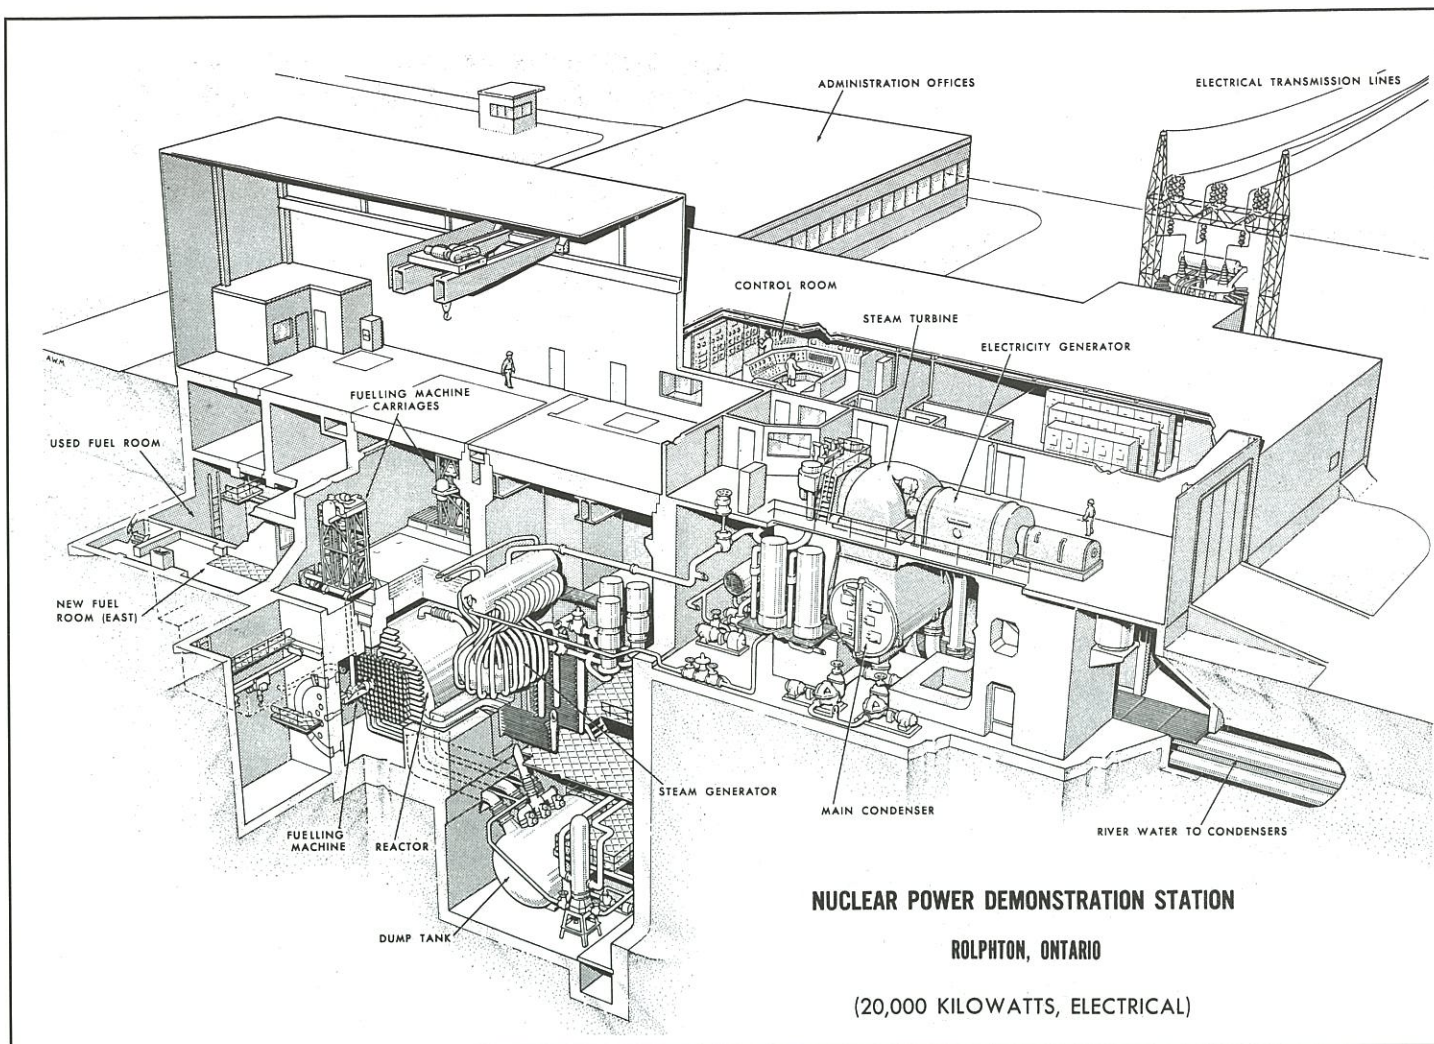 ADMINISTRATION OFFICES
ELECTRICAL TRANSMISSION LINES
CONTROL ROOM
STEAM TURBINE
ELECTRICITY GENERATOR
A.W.M.
FUELLING MACHINE
CARRIAGES
USED FUEL ROOM
NEW FUEL
ROOM (EAST)
STEAM GENERATOR
MAIN CONDENSER
RIVER WATER TO CONDENSERS
FUELLING
MACHINE
REACTOR
DUMP TANK
NUCLEAR POWER DEMONSTRATION STATION
ROLPHTON, ONTARIO
(20,000 KILOWATTS, ELECTRICAL)